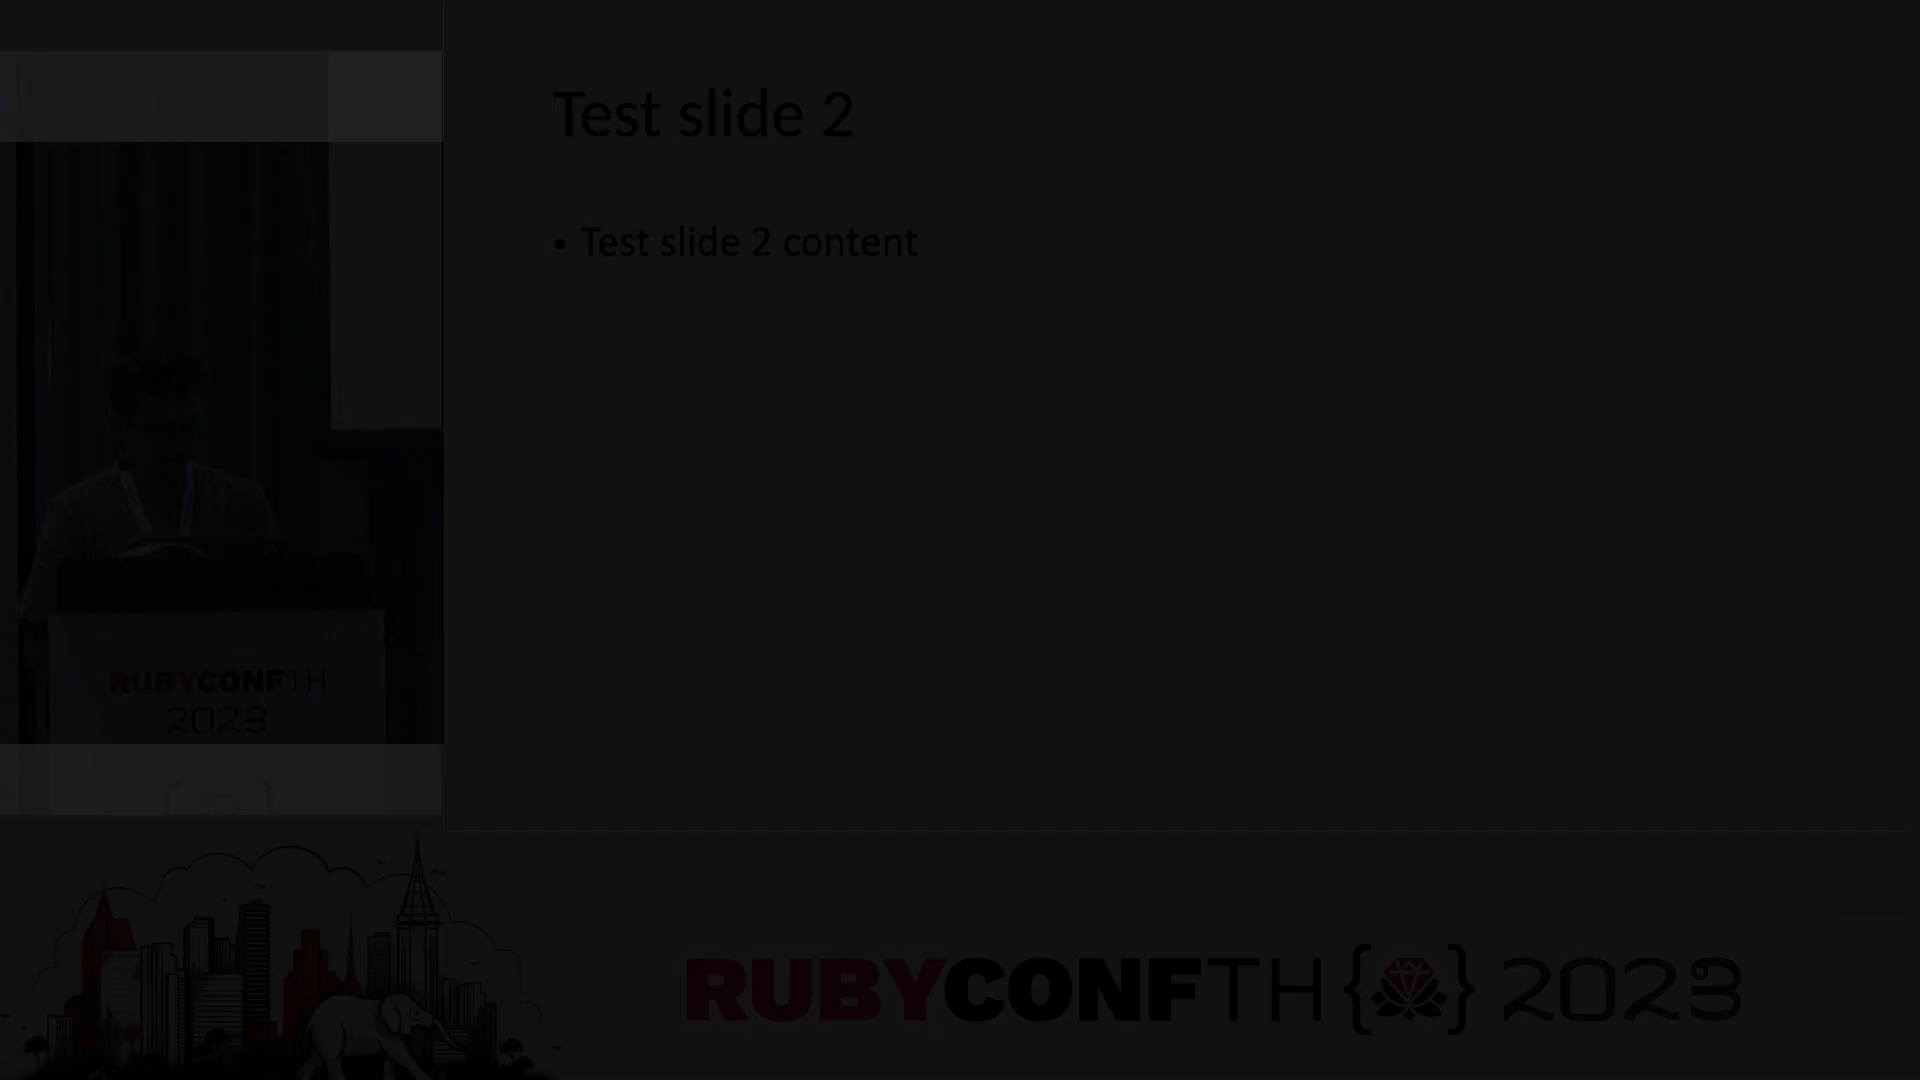 Test slide 2
• Test slide 2 content
RUBYCONFTH
2023
RUBYCONFTH 2023